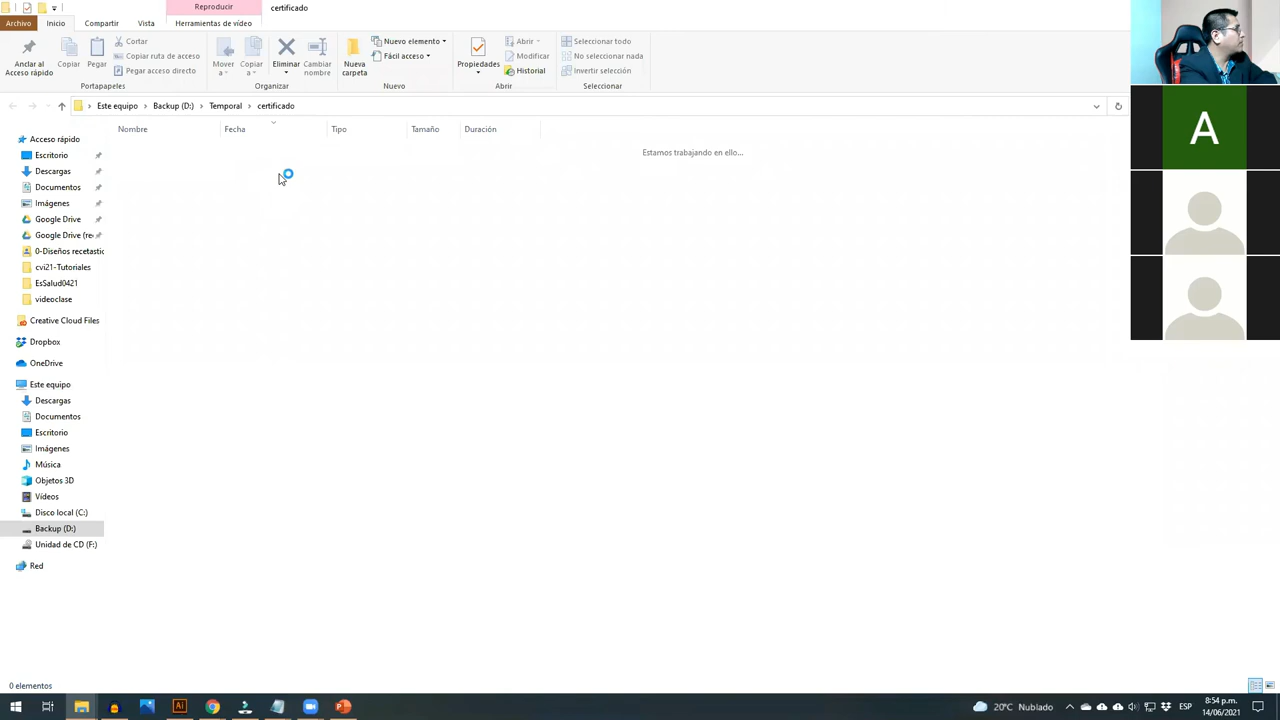 Reproducir
certificado
Archivo
Inicio
Compartir
Vista
Herramientas de vídeo
Anclar al
Acceso rápido
Copiar
Pegar
Cortar
Copiar ruta de acceso
Pegar acceso directo
Portapapeles
Mover
a
Copiar
a
Eliminar
Cambiar
nombre
Organizar
Nueva
carpeta
Nuevo elemento
Fácil acceso
Nuevo
Propiedades
Abrir
Modificar
Historial
Abrir
Seleccionar todo
No seleccionar nada
Invertir selección
Seleccionar
Este equipo > Backup (D:) > Temporal > certificado
Nombre
Fecha
Tipo
Tamaño
Duración
Estamos trabajando en ello...
Acceso rápido
Escritorio
Descargas
Documentos
Imágenes
Google Drive
Google Drive (re
0-Diseños recetastic
cvi21-Tutoriales
EsSalud0421
videoclase
Creative Cloud Files
Dropbox
OneDrive
Este equipo
Descargas
Documentos
Escritorio
Imágenes
Música
Objetos 3D
Vídeos
Disco local (C:)
Backup (D:)
Unidad de CD (F:)
Red
A
0 elementos
Ai
20°C Nublado
ESP
8:54 p.m.
14/06/2021